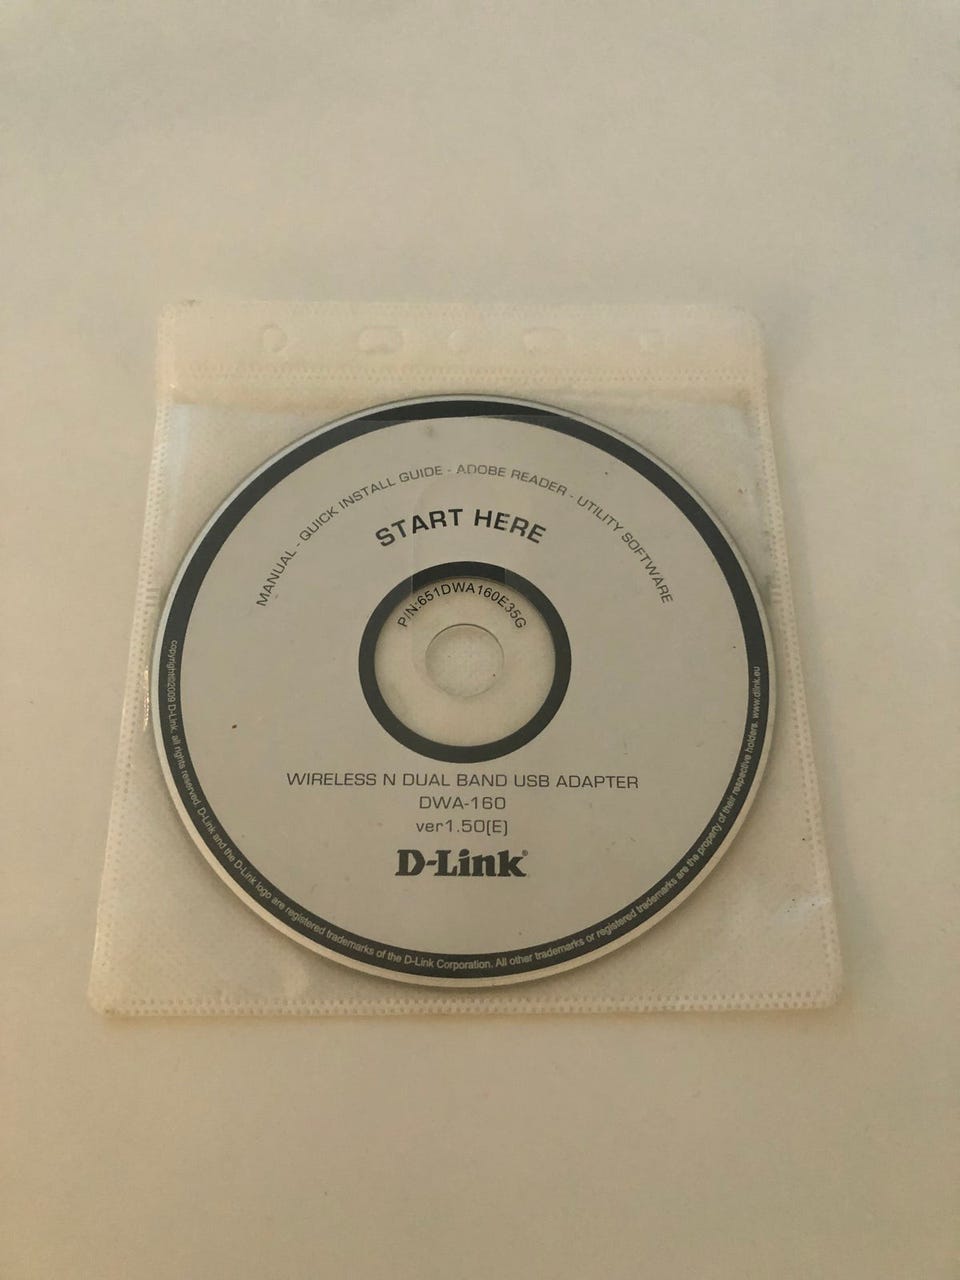 MANUAL - QUICK INSTALL GUIDE - ADOBE READER - UTILITY SOFTWARE
START HERE
P/N:651DWA160E35G
WIRELESS N DUAL BAND USB ADAPTER
DWA-160
ver1.50(E)
D-Link®
copyright©2009 D-Link, all rights reserved. D-Link and the D-Link logo are registered trademarks of the D-Link Corporation. All other trademarks or registered trademarks are the property of their respective holders. www.dlink.eu